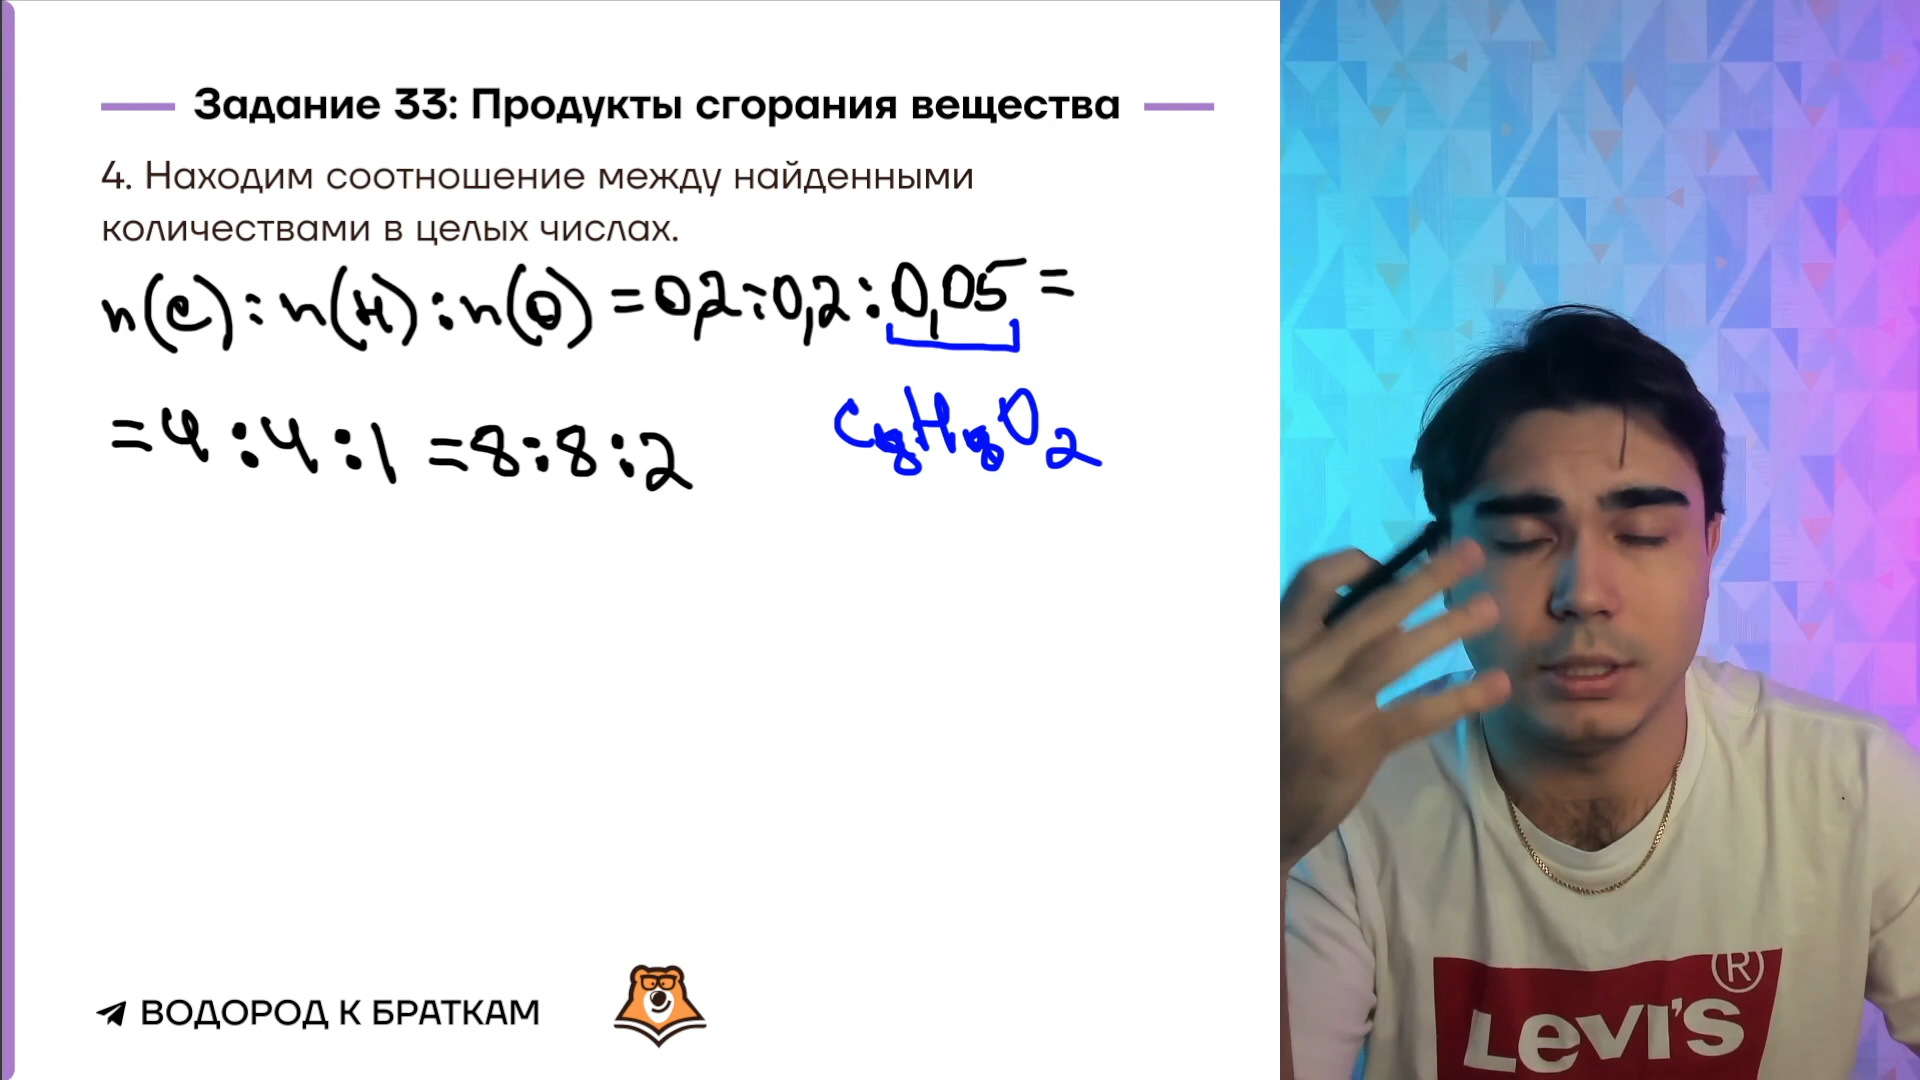 Задание 33: Продукты сгорания вещества
4. Находим соотношение между найденными
количествами в целых числах.
n(C) : n(H) : n(O) = 0,2 : 0,2 : 0,05 =
= 4 : 4 : 1 = 8 : 8 : 2
C₈H₈O₂
ВОДОРОД К БРАТКАМ
LEVI'S®